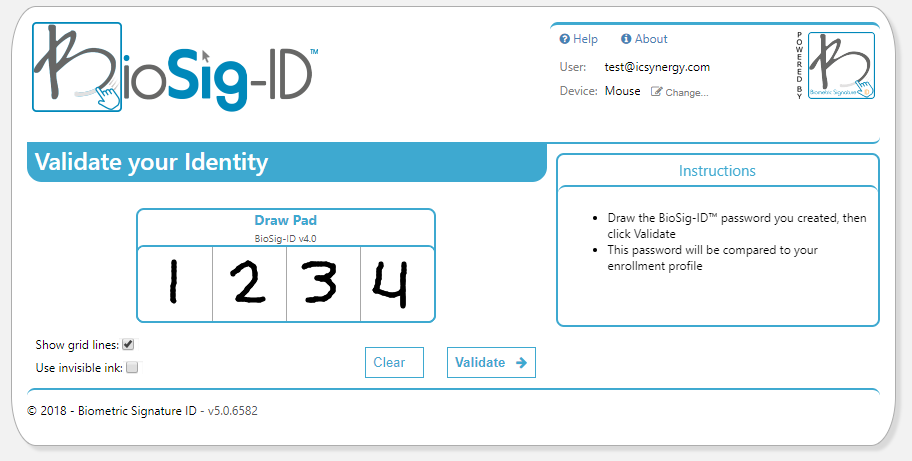 BioSig-ID™
Help About
User: test@icsynergy.com
Device: Mouse Change...
POWERED BY
Biometric Signature ID
Validate your Identity
Draw Pad
BioSig-ID v4.0
1 2 3 4
Show grid lines:
Use invisible ink:
Clear Validate
Instructions
Draw the BioSig-ID™ password you created, then
click Validate
This password will be compared to your
enrollment profile
© 2018 - Biometric Signature ID - v5.0.6582